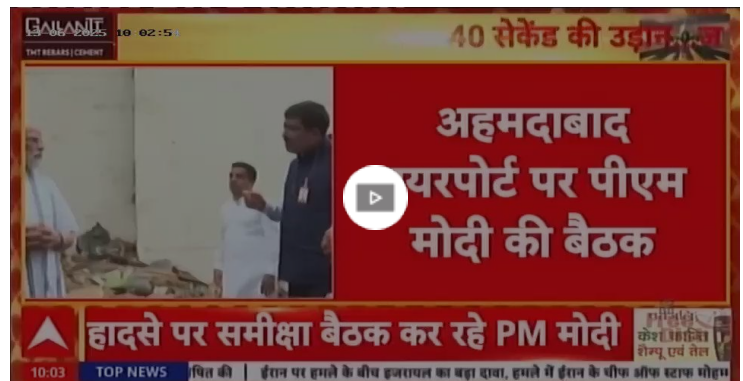 GALLANTT
13-06-2025 10 02:5
TMT REBARS | CEMENT
40 सेकेंड की उड़ान
अहमदाबाद
यरपोर्ट पर पीएम
मोदी की बैठक
हादसे पर समीक्षा बैठक कर रहे PM मोदी
शैम्पू एवं तेल
10:03 TOP NEWS षित की | ईरान पर हमले के बीच इजरायल का बड़ा दावा, हमले में ईरान के चीफ ऑफ स्टाफ मोहम